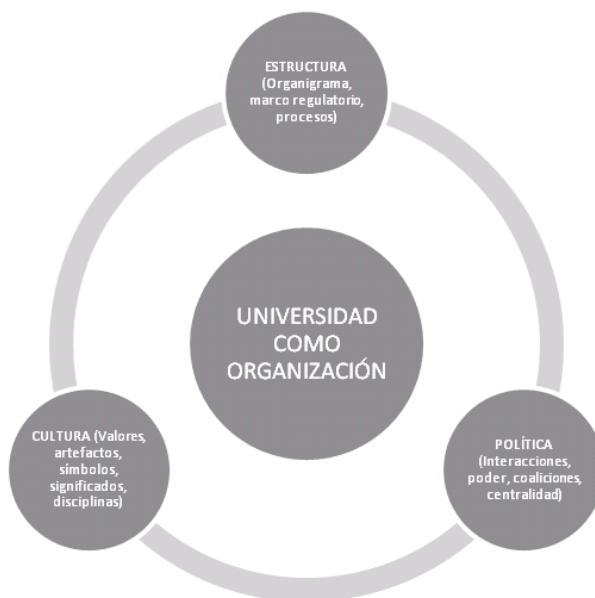 ESTRUCTURA
(Organigrama,
marco regulatorio,
procesos)
UNIVERSIDAD
COMO
ORGANIZACIÓN
CULTURA (Valores,
artefactos,
símbolos,
significados,
disciplinas)
POLÍTICA
(Interacciones,
poder, coaliciones,
centralidad)